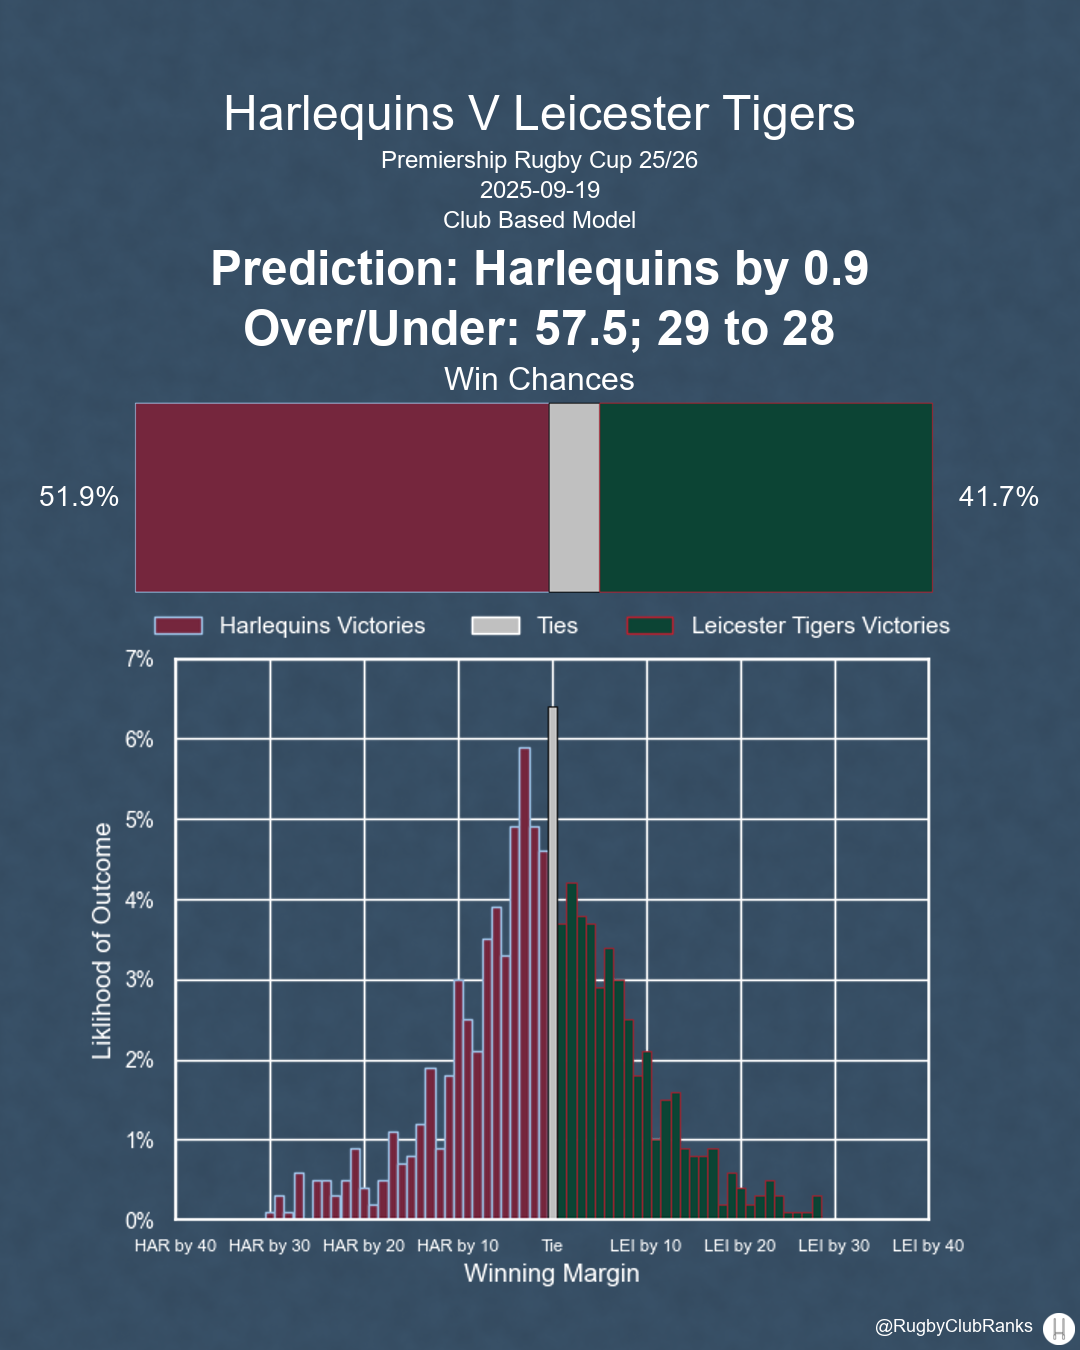 Harlequins V Leicester Tigers
Premiership Rugby Cup 25/26
2025-09-19
Club Based Model
Prediction: Harlequins by 0.9
Over/Under: 57.5; 29 to 28
Win Chances
51.9%
41.7%
Harlequins Victories
Ties
Leicester Tigers Victories
7%
6%
5%
4%
3%
2%
1%
0%
Liklihood of Outcome
HAR by 40 HAR by 30 HAR by 20 HAR by 10 Tie LEI by 10 LEI by 20 LEI by 30 LEI by 40
Winning Margin
@RugbyClubRanks